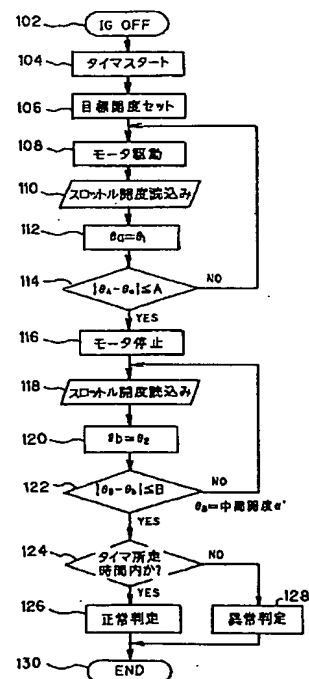 102
IG OFF
104
タイマスタート
106
目標開度セット
108
モータ駆動
110
スロットル開度読込み
112
θa=θ₁
114
|θA-θa|≤A
NO
YES
116
モータ停止
118
スロットル開度読込み
120
θb=θ₂
122
|θB-θb|≤B
NO
θB=中間開度α'
YES
124
タイマ所定
時間内か?
NO
YES
126
正常判定
128
異常判定
130
END